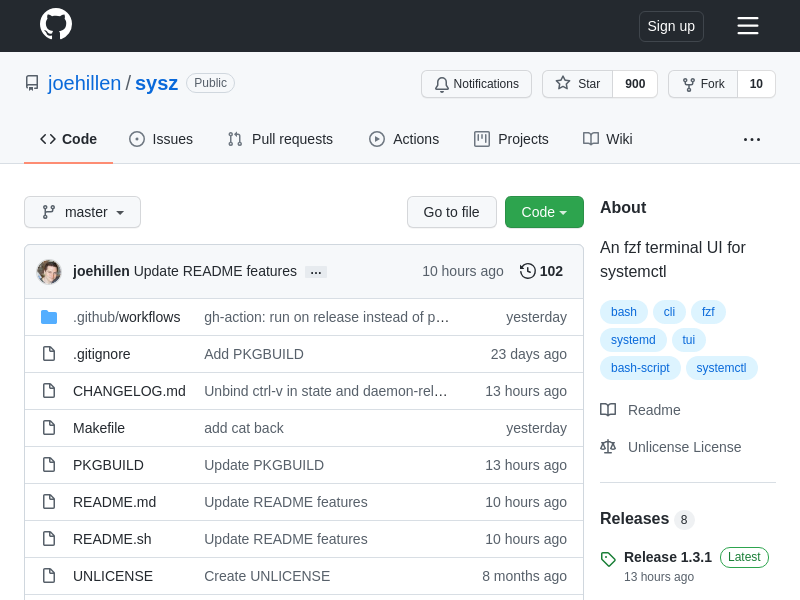 Sign up
joehillen / sysz Public
Notifications Star 900 Fork 10
Code Issues Pull requests Actions Projects Wiki ...
master Go to file Code
joehillen Update README features ... 10 hours ago 102
.github/workflows gh-action: run on release instead of p… yesterday
.gitignore Add PKGBUILD 23 days ago
CHANGELOG.md Unbind ctrl-v in state and daemon-rel… 13 hours ago
Makefile add cat back yesterday
PKGBUILD Update PKGBUILD 13 hours ago
README.md Update README features 10 hours ago
README.sh Update README features 10 hours ago
UNLICENSE Create UNLICENSE 8 months ago
About
An fzf terminal UI for
systemctl
bash cli fzf
systemd tui
bash-script systemctl
Readme
Unlicense License
Releases 8
Release 1.3.1 Latest
13 hours ago